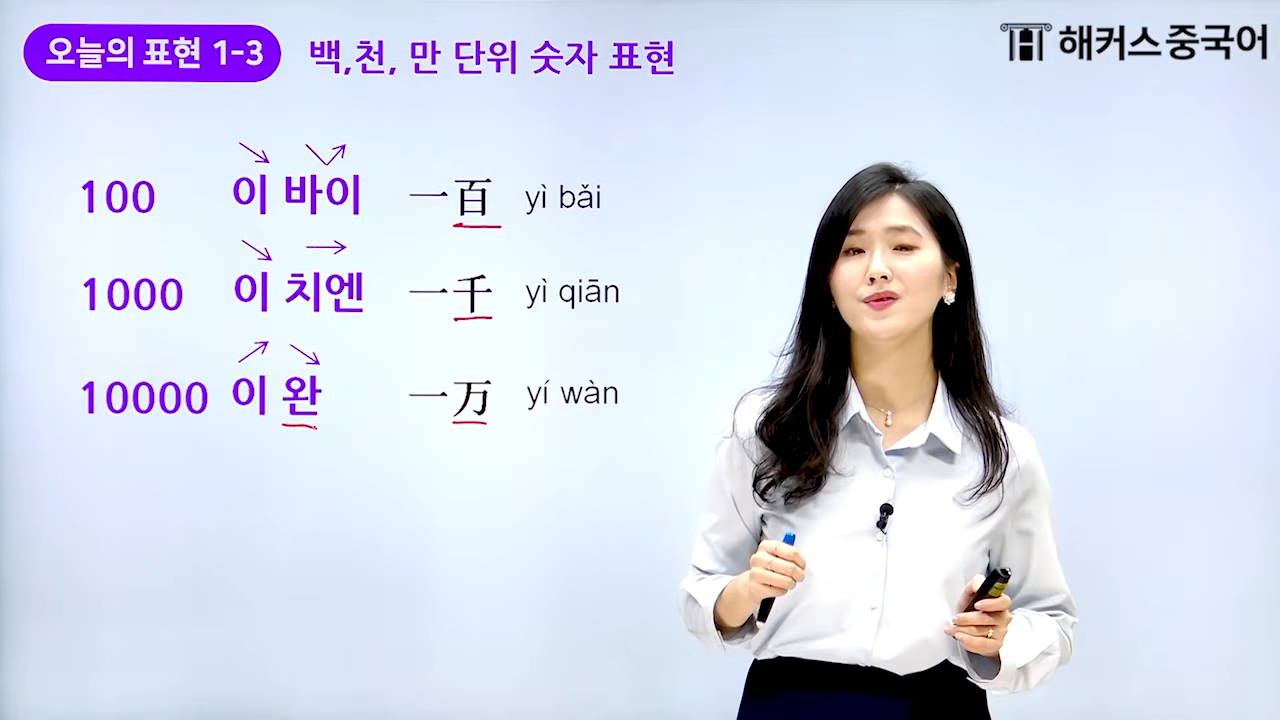 오늘의 표현 1-3 백,천, 만 단위 숫자 표현
해커스중국어
100 이 바이 一百 yì bǎi
1000 이 치엔 一千 yì qiān
10000 이 완 一万 yí wàn